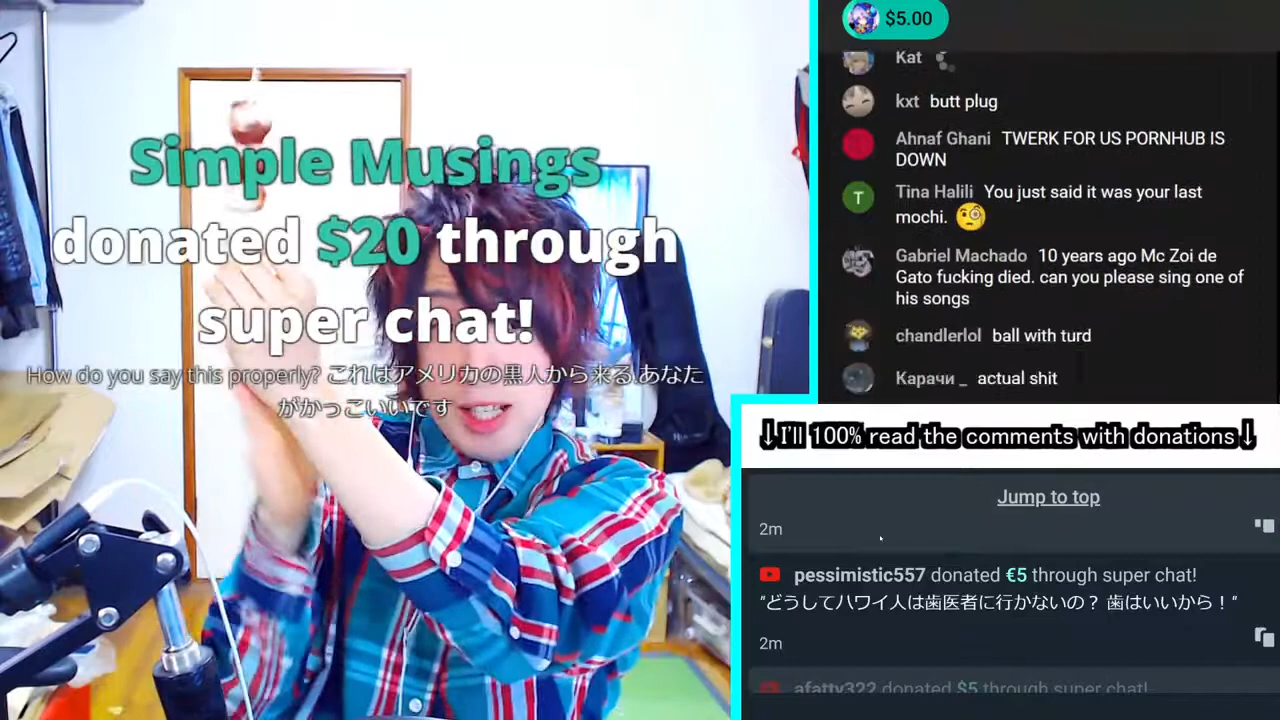 Simple Musings
donated $20 through
super chat!
How do you say this properly? これはアメリカの黒人から来る,あなた
がかっこいいです
$5.00
Kat
kxt butt plug
Ahnaf Ghani TWERK FOR US PORNHUB IS
DOWN
Tina Halili You just said it was your last
mochi.
T
Gabriel Machado 10 years ago Mc Zoi de
Gato fucking died. can you please sing one of
his songs
chandlerlol ball with turd
Карачи _ actual shit
↓I'll 100% read the comments with donations↓
Jump to top
2m
pessimistic557 donated €5 through super chat!
"どうしてハワイ人は歯医者に行かないの？ 歯はいいから！"
2m
afatty322 donated $5 through super chat!